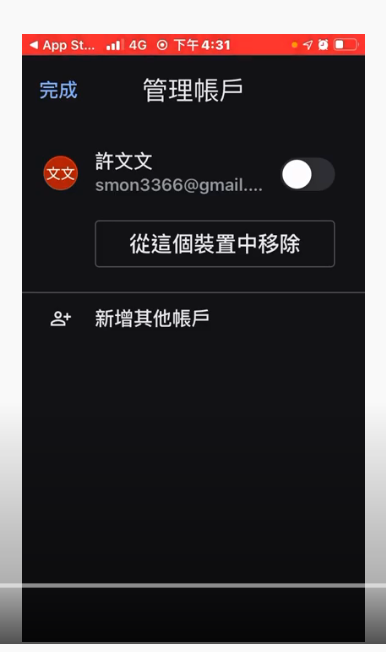 App St... 4G 下午4:31
完成 管理帳戶
文文
許文文
smon3366@gmail....
從這個裝置中移除
新增其他帳戶